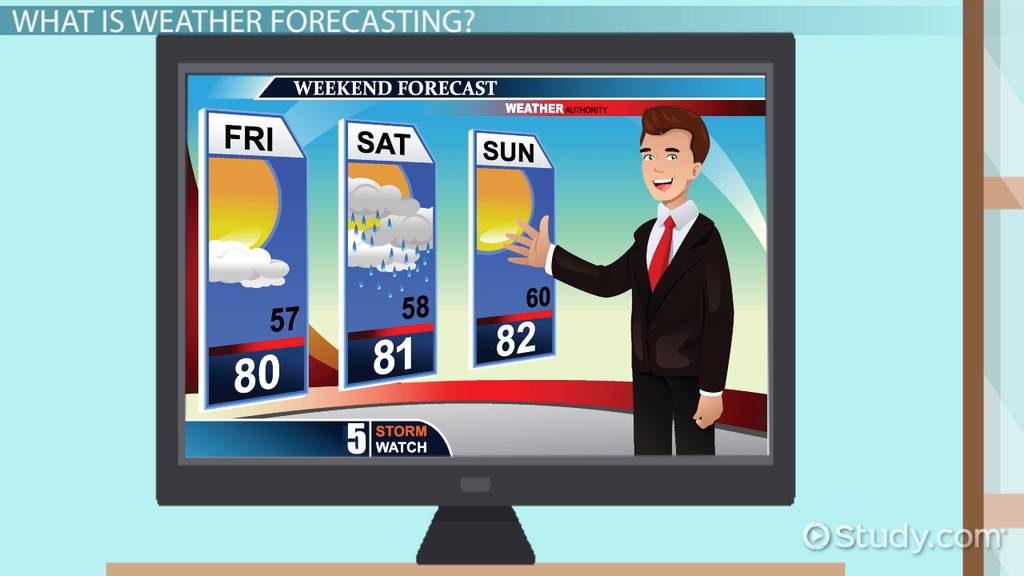 WHAT IS WEATHER FORECASTING?
WEEKEND FORECAST
WEATHER AUTHORITY
FRI
57
80
SAT
58
81
SUN
60
82
5 STORM
WATCH
Study.com